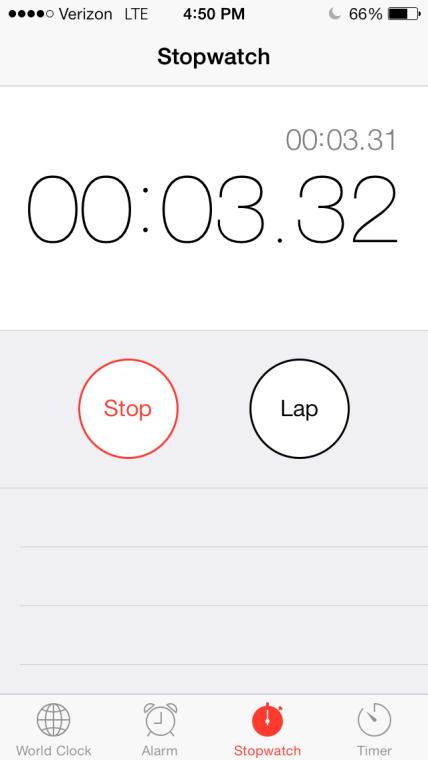 Verizon LTE 4:50 PM 66%
Stopwatch
00:03.31
00:03.32
Stop Lap
World Clock Alarm Stopwatch Timer